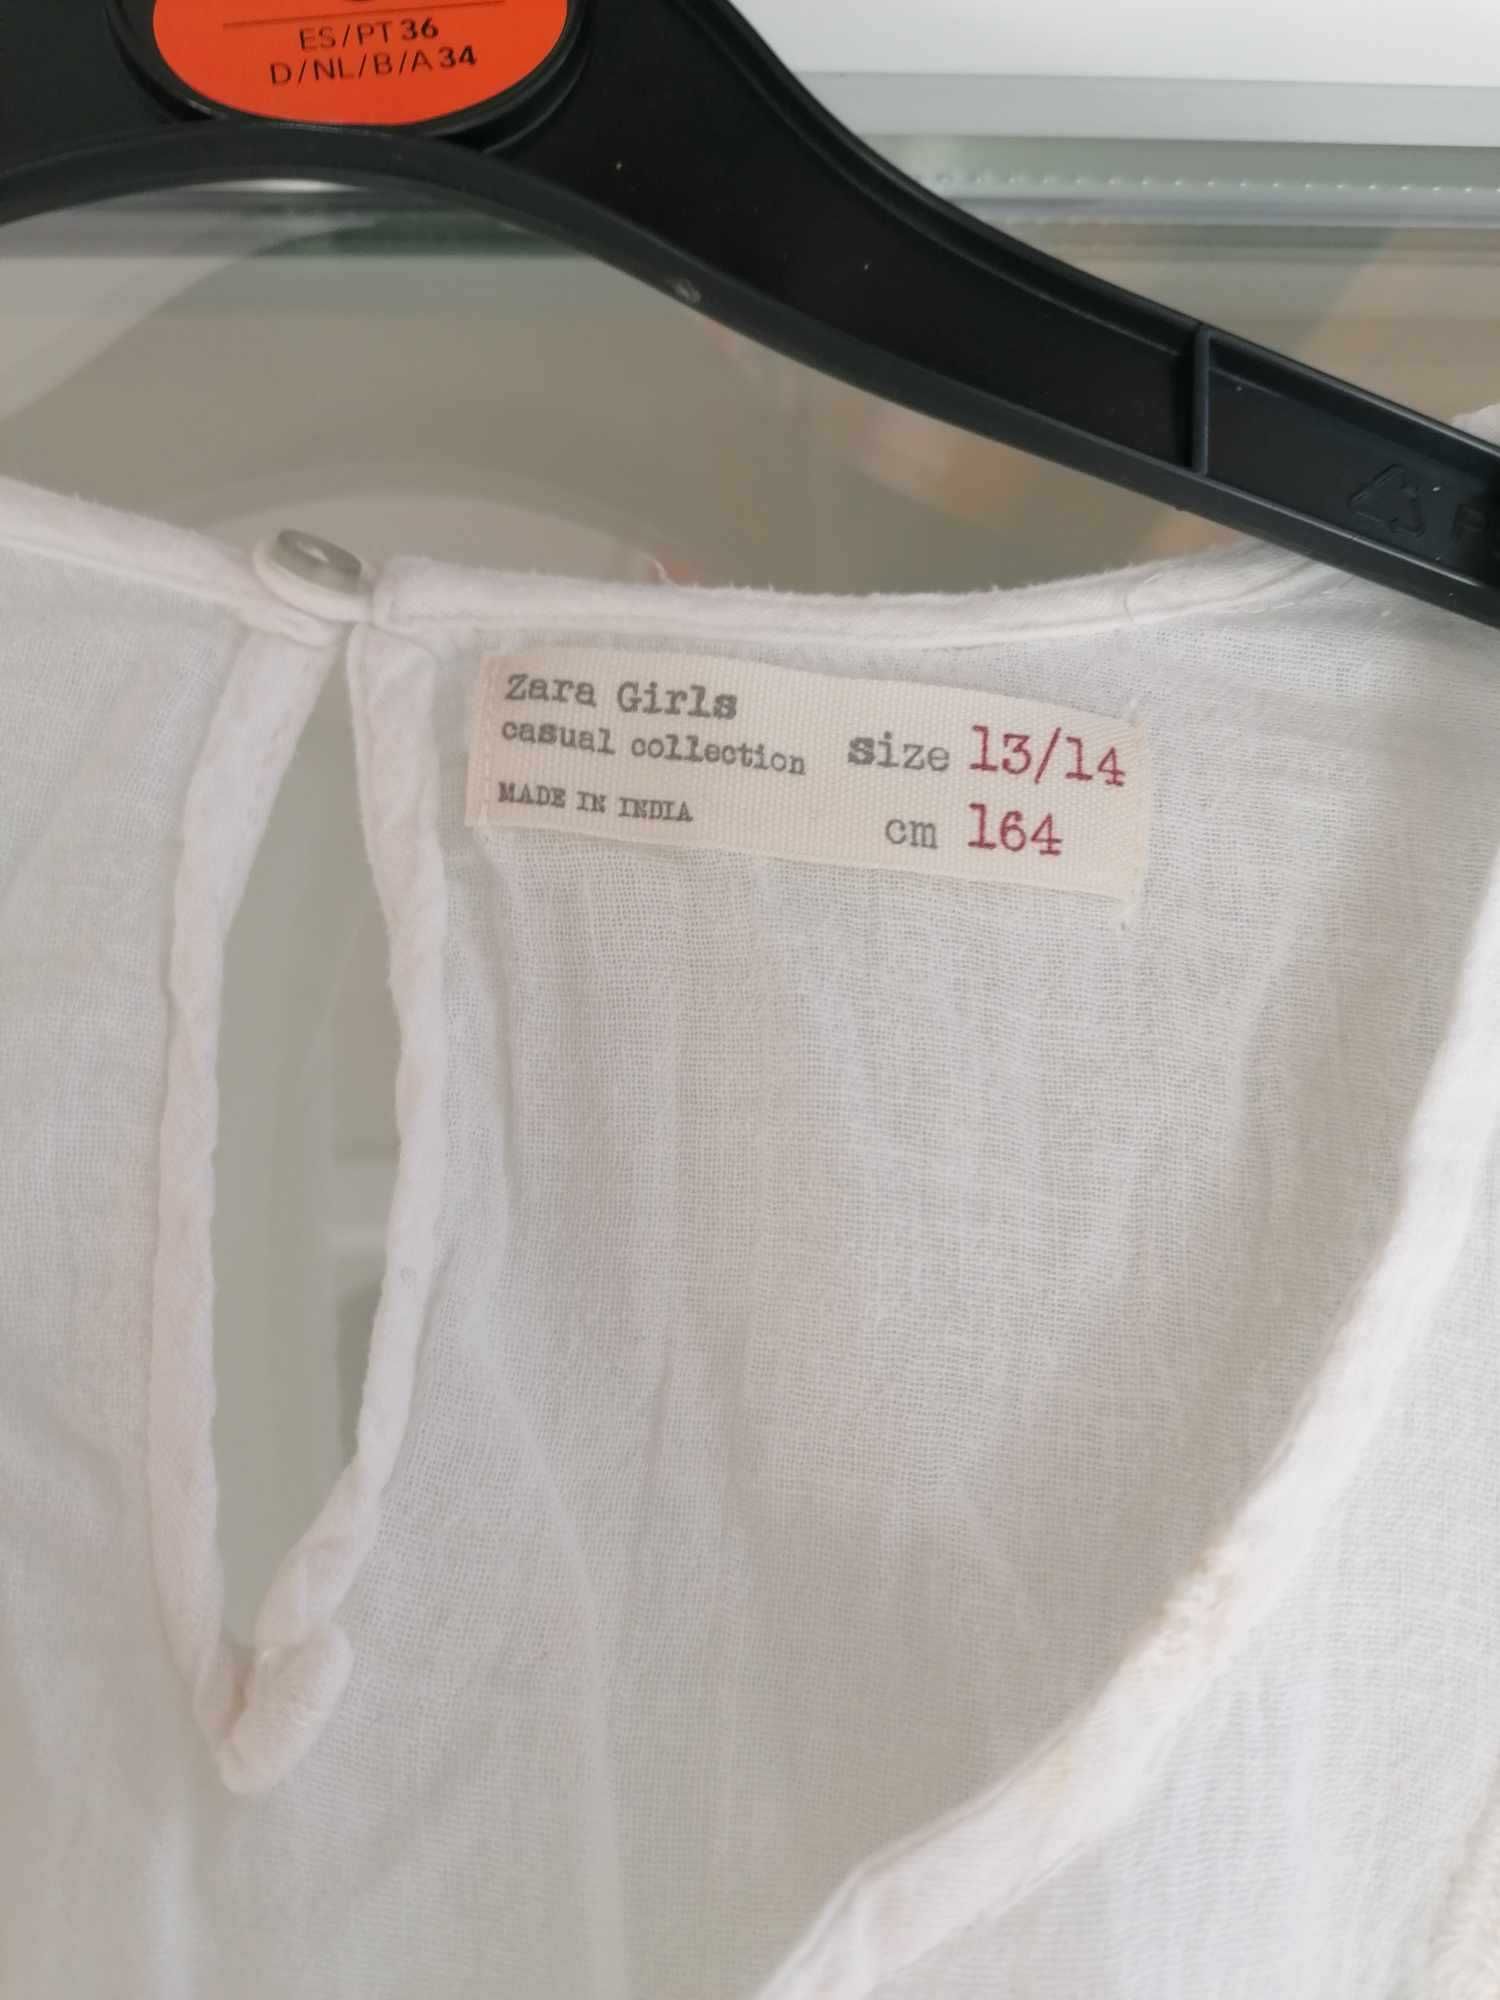 ES/PT 36
D/NL/B/A 34
Zara Girls
casual collection
MADE IN INDIA
size 13/14
cm 164